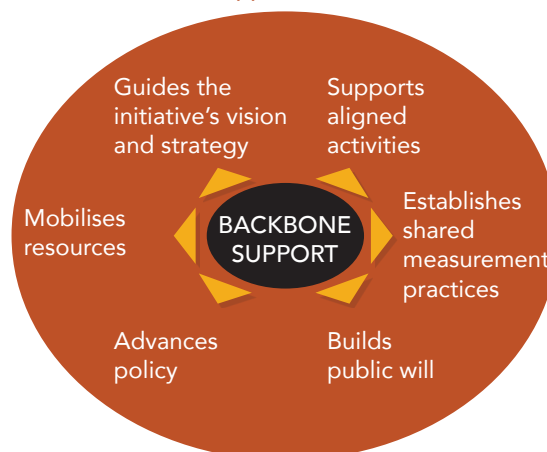 Guides the
initiative's vision
and strategy
Supports
aligned
activities
Mobilises
resources
BACKBONE
SUPPORT
Establishes
shared
measurement
practices
Advances
policy
Builds
public will